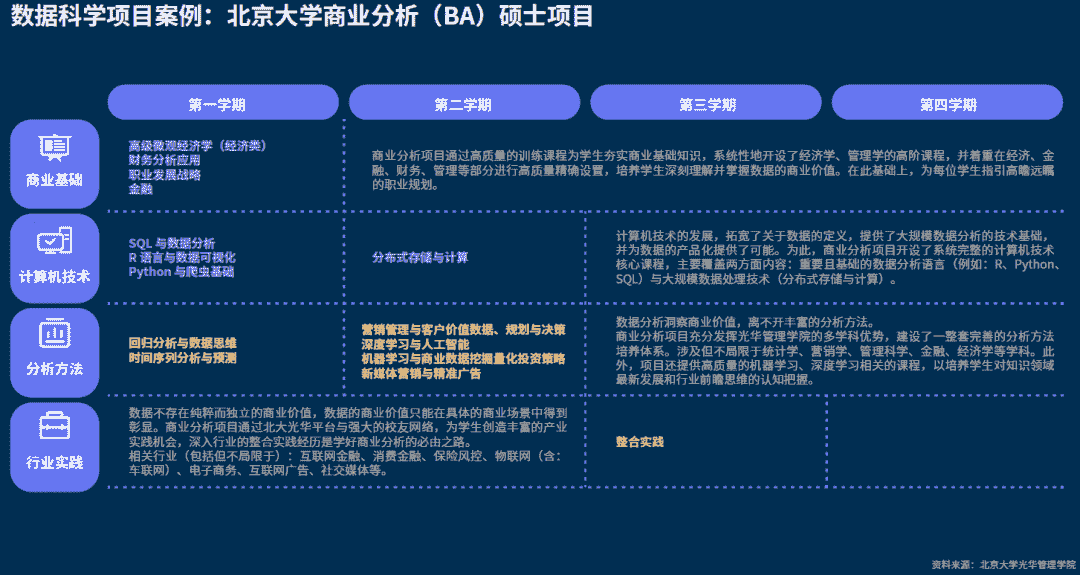 数据科学项目案例：北京大学商业分析（BA）硕士项目
第一学期
第二学期
第三学期
第四学期
商业基础
高级微观经济学（经济类）
财务分析应用
职业发展战略
金融
商业分析项目通过高质量的训练课程为学生夯实商业基础知识，系统性地开设了经济学、管理学的高阶课程，并着重在经济、金
融、财务、管理等部分进行高质量精确设置，培养学生深刻理解并掌握数据的商业价值。在此基础上，为每位学生指引高瞻远瞩
的职业规划。
计算机技术
SQL 与数据分析
R 语言与数据可视化
Python 与爬虫基础
分布式存储与计算
计算机技术的发展，拓宽了关于数据的定义，提供了大规模数据分析的技术基础，
并为数据的产品化提供了可能。为此，商业分析项目开设了系统完整的计算机技术
核心课程，主要覆盖两方面内容：重要且基础的数据分析语言（例如：R、Python、
SQL）与大规模数据处理技术（分布式存储与计算）。
分析方法
回归分析与数据思维
时间序列分析与预测
营销管理与客户价值数据、规划与决策
深度学习与人工智能
机器学习与商业数据挖掘量化投资策略
新媒体营销与精准广告
数据分析洞察商业价值，离不开丰富的分析方法。
商业分析项目充分发挥光华管理学院的多学科优势，建设了一整套完善的分析方法
培养体系。涉及但不局限于统计学、营销学、管理科学、金融、经济学等学科。此
外，项目还提供高质量的机器学习、深度学习相关的课程，以培养学生对知识领域
最新发展和行业前瞻思维的认知把握。
行业实践
数据不存在纯粹而独立的商业价值，数据的商业价值只能在具体的商业场景中得到
彰显。商业分析项目通过北大光华平台与强大的校友网络，为学生创造丰富的产业
实践机会，深入行业的整合实践经历是学好商业分析的必由之路。
相关行业（包括但不局限于）：互联网金融、消费金融、保险风控、物联网（含：
车联网）、电子商务、互联网广告、社交媒体等。
整合实践
资料来源：北京大学光华管理学院